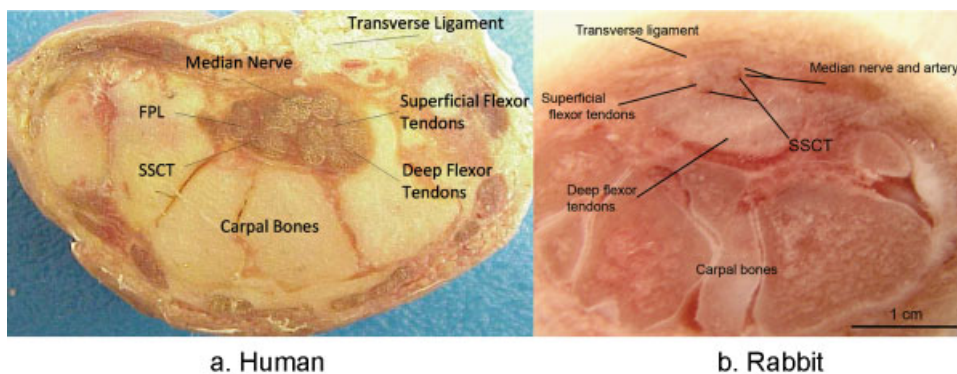 Transverse Ligament
Median Nerve
FPL
Superficial Flexor
Tendons
SSCT
Deep Flexor
Tendons
Carpal Bones
a. Human
Transverse ligament
Median nerve and artery
Superficial
flexor tendons
SSCT
Deep flexor
tendons
Carpal bones
1 cm
b. Rabbit